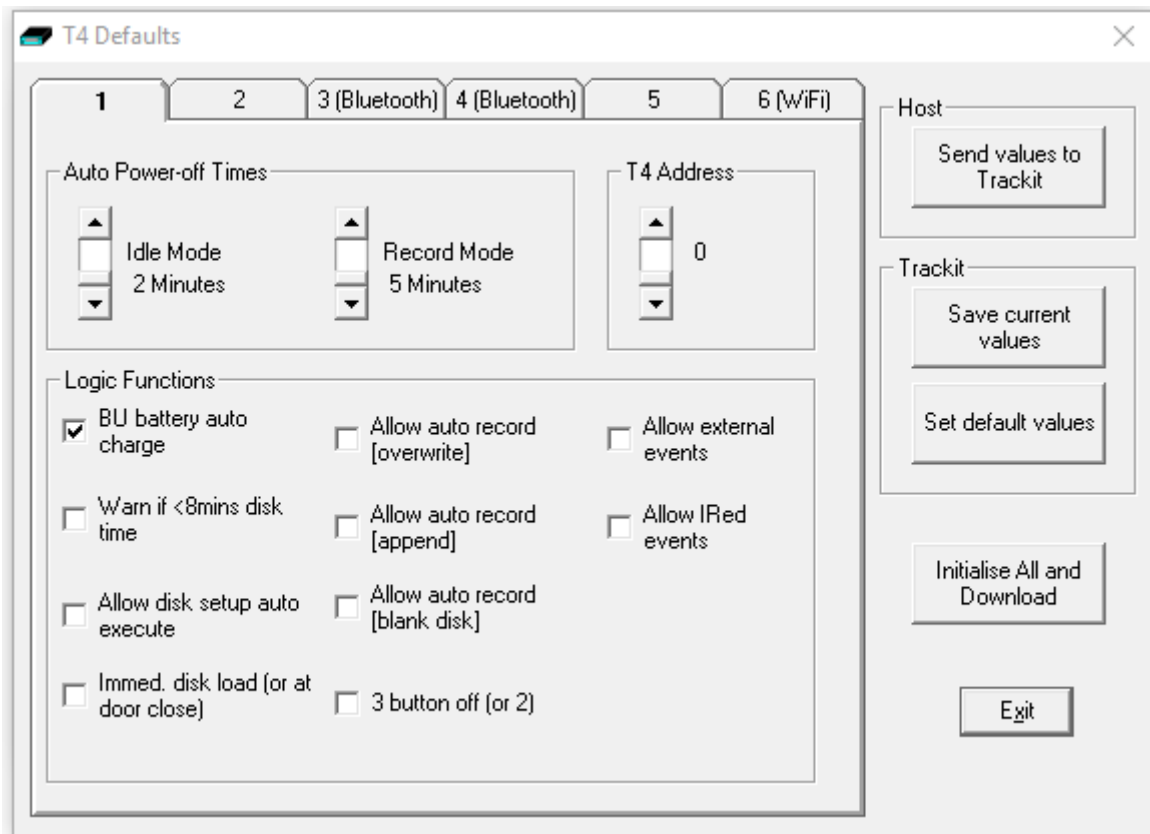 T4 Defaults
1
2
3 (Bluetooth)
4 (Bluetooth)
5
6 (WiFi)
Auto Power-off Times
Idle Mode
2 Minutes
Record Mode
5 Minutes
T4 Address
0
Logic Functions
BU battery auto
charge
Warn if <8mins disk
time
Allow disk setup auto
execute
Immed. disk load (or at
door close)
Allow auto record
[overwrite]
Allow auto record
[append]
Allow auto record
[blank disk]
3 button off (or 2)
Allow external
events
Allow IRed
events
Host
Send values to
Trackit
Trackit
Save current
values
Set default values
Initialise All and
Download
Exit